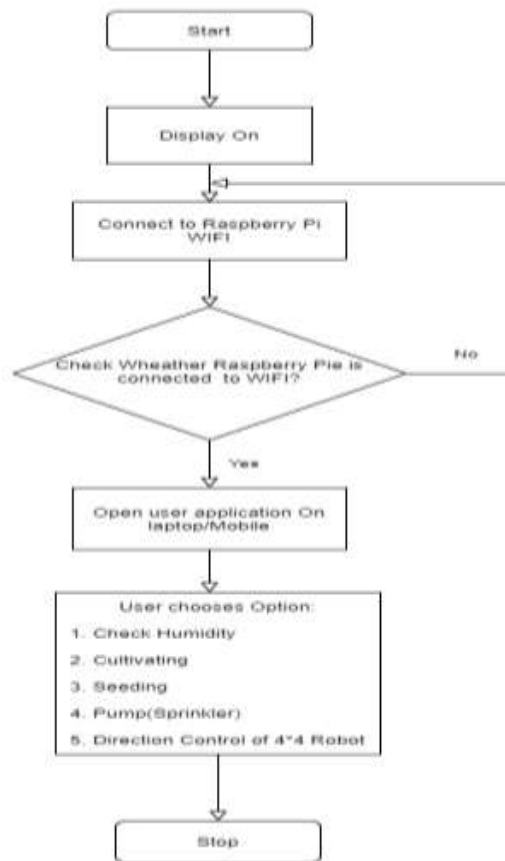 Start
Display On
Connect to Raspberry Pi
WIFI
Check Wheather Raspberry Pie is
connected to WIFI?
No
Yes
Open user application On
laptop/Mobile
User chooses Option:
1. Check Humidity
2. Cultivating
3. Seeding
4. Pump(Sprinkler)
5. Direction Control of 4*4 Robot
Stop